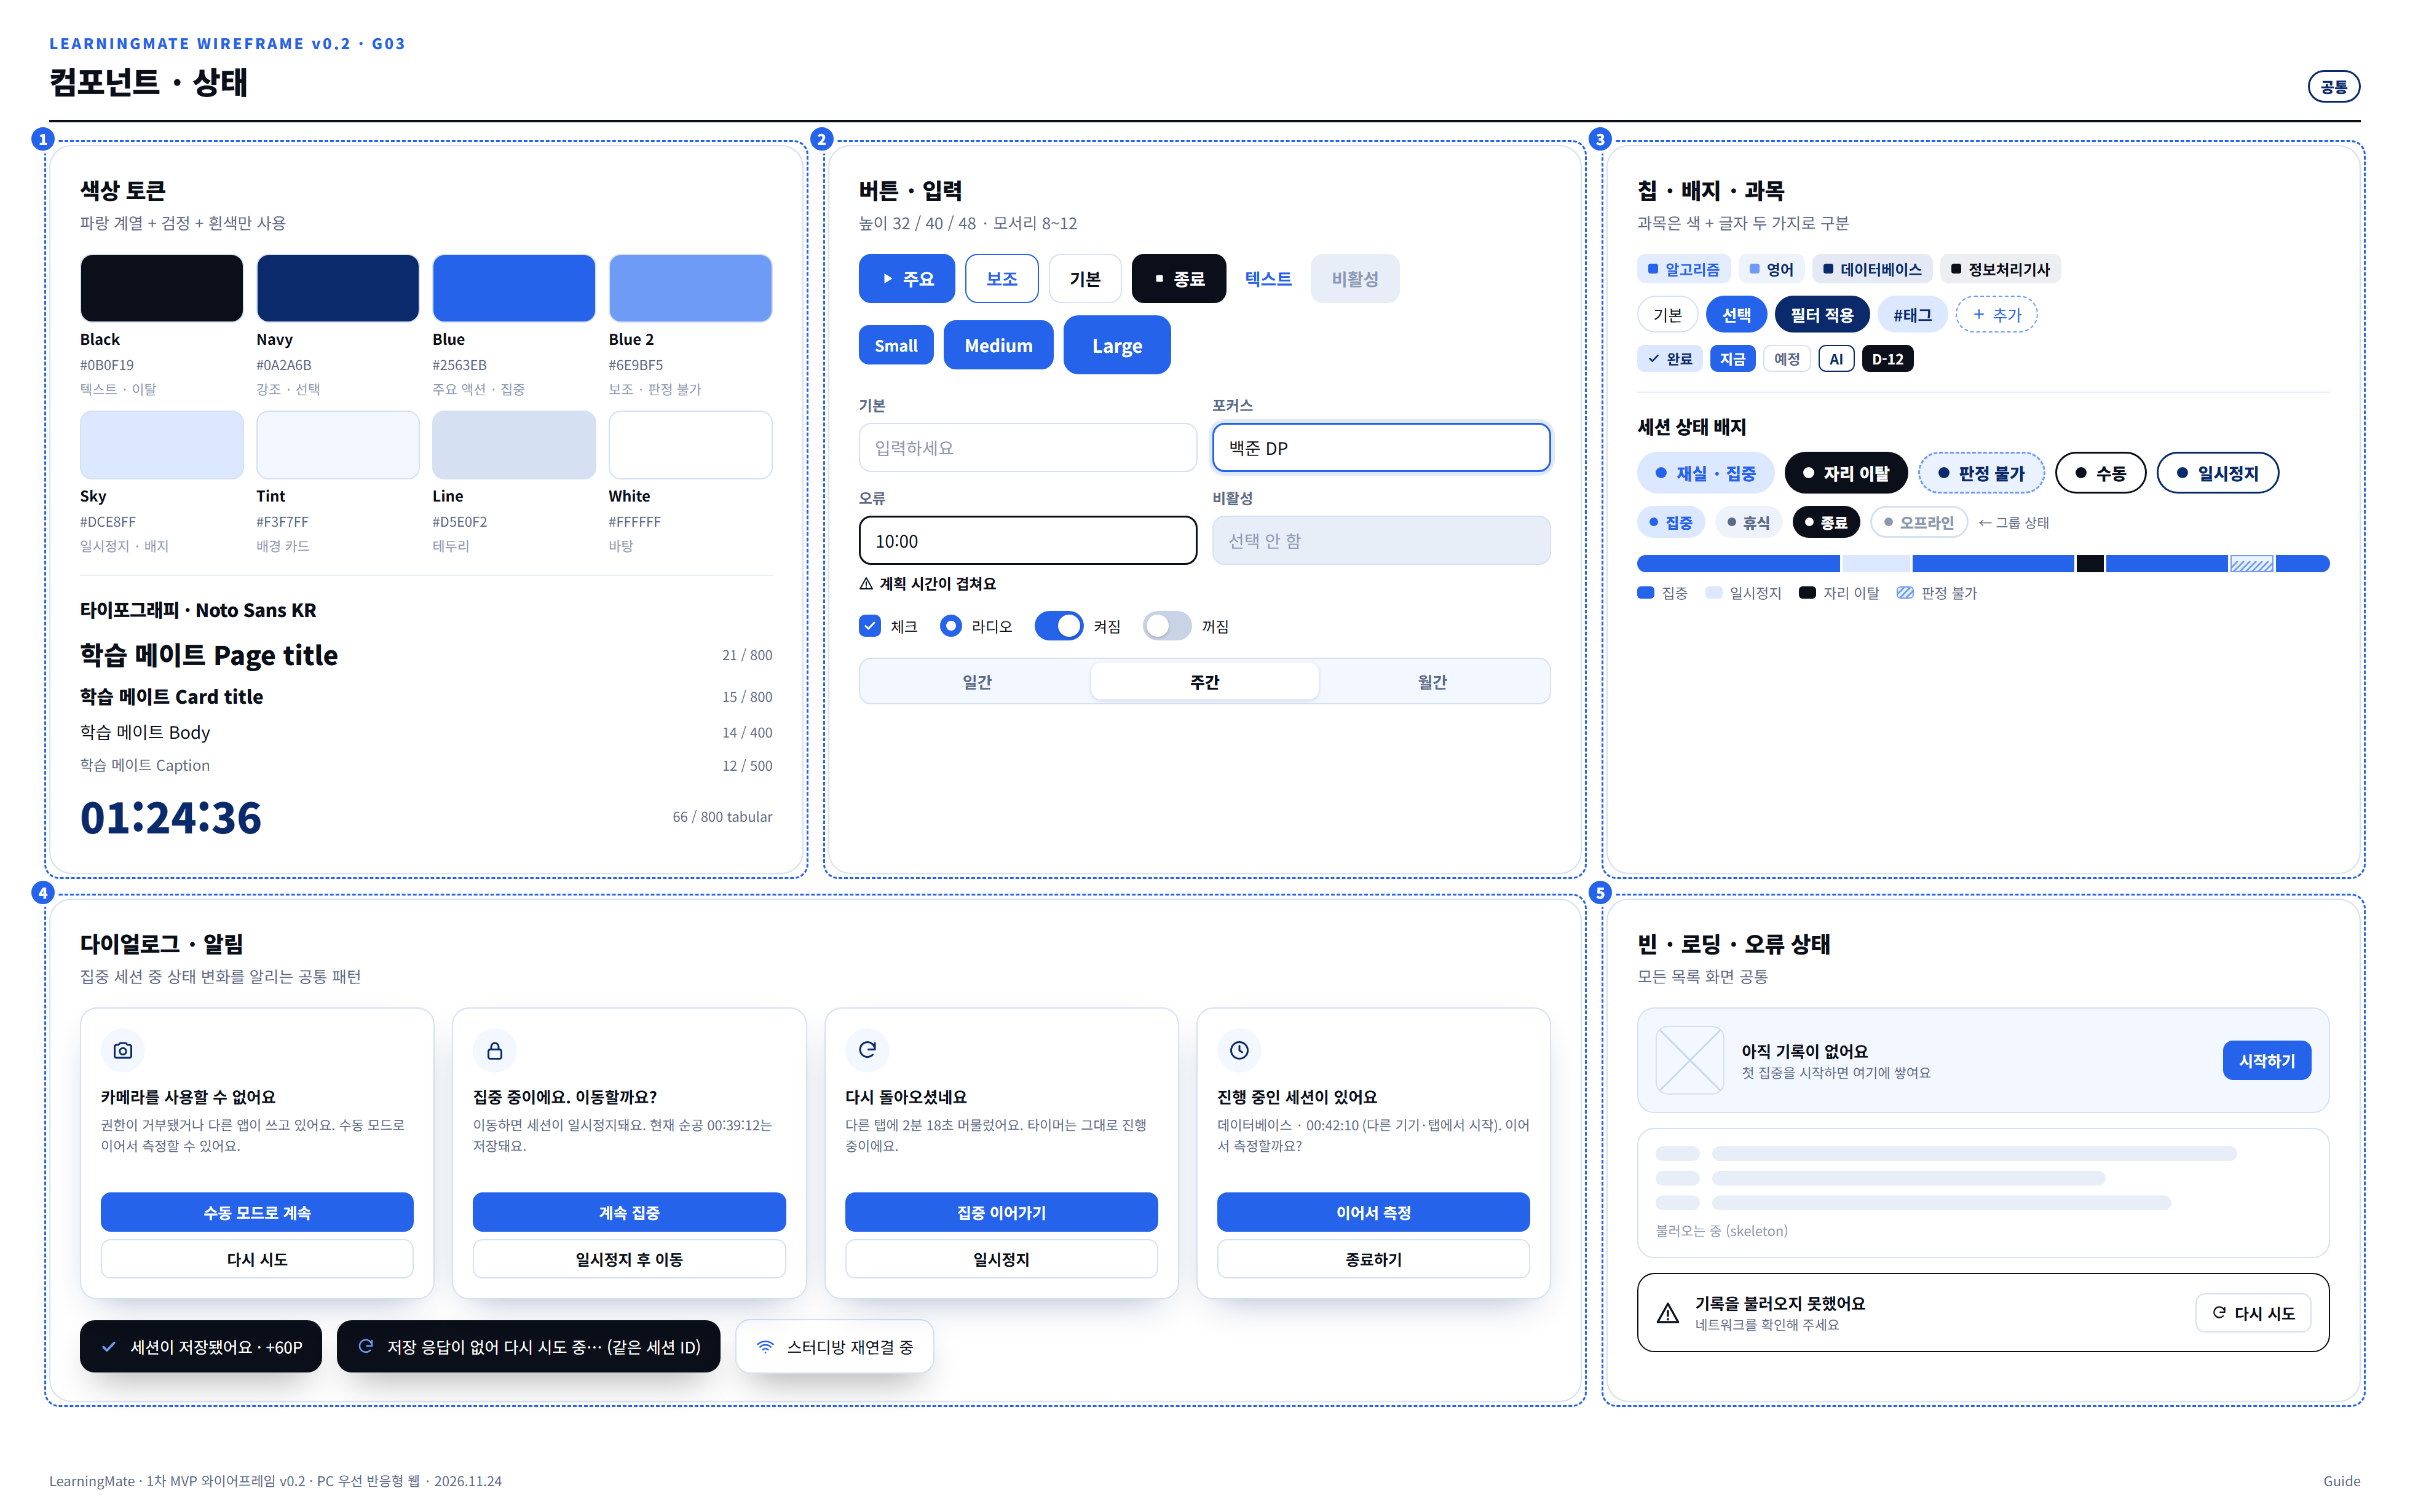 LEARNINGMATE WIREFRAME v0.2 · G03
컴포넌트 · 상태
공통
1
색상 토큰
파랑 계열 + 검정 + 흰색만 사용
Black
#0B0F19
텍스트 · 이탈
Navy
#0A2A6B
강조 · 선택
Blue
#2563EB
주요 액션 · 집중
Blue 2
#6E9BF5
보조 · 판정 불가
Sky
#DCE8FF
일시정지 · 배지
Tint
#F3F7FF
배경 카드
Line
#D5E0F2
테두리
White
#FFFFFF
바탕
타이포그래피 · Noto Sans KR
학습 메이트 Page title
21 / 800
학습 메이트 Card title
15 / 800
학습 메이트 Body
14 / 400
학습 메이트 Caption
12 / 500
01:24:36
66 / 800 tabular
2
버튼 · 입력
높이 32 / 40 / 48 · 모서리 8~12
주요
보조
기본
종료
텍스트
비활성
Small
Medium
Large
기본
입력하세요
포커스
백준 DP
오류
10:00
계획 시간이 겹쳐요
비활성
선택 안 함
체크
라디오
켜짐
꺼짐
일간
주간
월간
3
칩 · 배지 · 과목
과목은 색 + 글자 두 가지로 구분
알고리즘
영어
데이터베이스
정보처리기사
기본
선택
필터 적용
#태그
+ 추가
완료
지금
예정
AI
D-12
세션 상태 배지
재실 · 집중
자리 이탈
판정 불가
수동
일시정지
집중
휴식
종료
오프라인
← 그룹 상태
집중
일시정지
자리 이탈
판정 불가
4
다이얼로그 · 알림
집중 세션 중 상태 변화를 알리는 공통 패턴
카메라를 사용할 수 없어요
권한이 거부됐거나 다른 앱이 쓰고 있어요. 수동 모드로
이어서 측정할 수 있어요.
수동 모드로 계속
다시 시도
집중 중이에요. 이동할까요?
이동하면 세션이 일시정지돼요. 현재 순공 00:39:12는
저장돼요.
계속 집중
일시정지 후 이동
다시 돌아오셨네요
다른 탭에 2분 18초 머물렀어요. 타이머는 그대로 진행
중이에요.
집중 이어가기
일시정지
진행 중인 세션이 있어요
데이터베이스 · 00:42:10 (다른 기기·탭에서 시작). 이어
서 측정할까요?
이어서 측정
종료하기
세션이 저장됐어요 · +60P
저장 응답이 없어 다시 시도 중… (같은 세션 ID)
스터디방 재연결 중
5
빈 · 로딩 · 오류 상태
모든 목록 화면 공통
아직 기록이 없어요
첫 집중을 시작하면 여기에 쌓여요
시작하기
불러오는 중 (skeleton)
기록을 불러오지 못했어요
네트워크를 확인해 주세요
다시 시도
LearningMate · 1차 MVP 와이어프레임 v0.2 · PC 우선 반응형 웹 · 2026.11.24
Guide